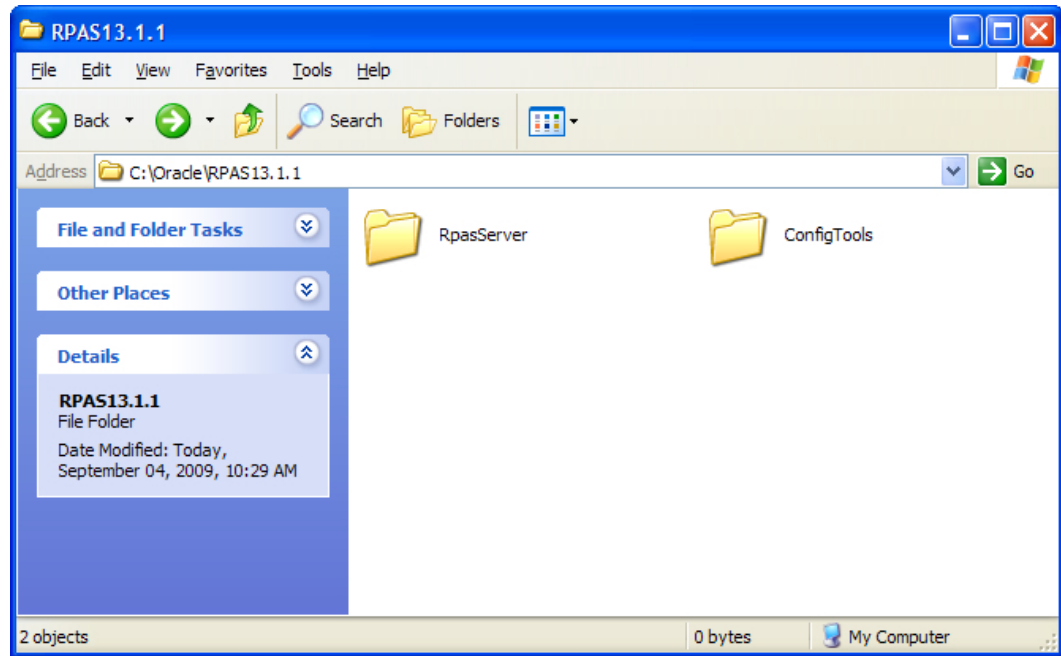 RPAS13.1.1
File Edit View Favorites Tools Help
Back Search Folders
Address C:\Oracle\RPAS13.1.1 Go
File and Folder Tasks
Other Places
Details
RPAS13.1.1
File Folder
Date Modified: Today,
September 04, 2009, 10:29 AM
RpasServer ConfigTools
2 objects 0 bytes My Computer